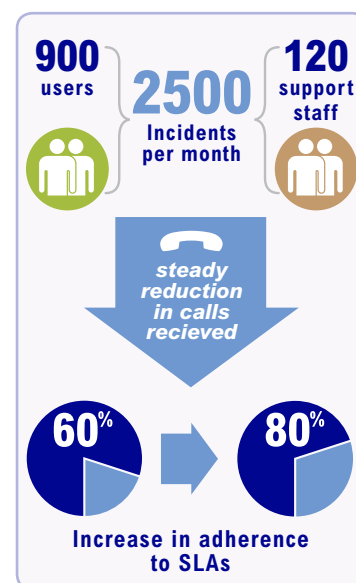 900
users
2500
Incidents
per month
120
support
staff
steady
reduction
in calls
recieved
60%
80%
Increase in adherence
to SLAs